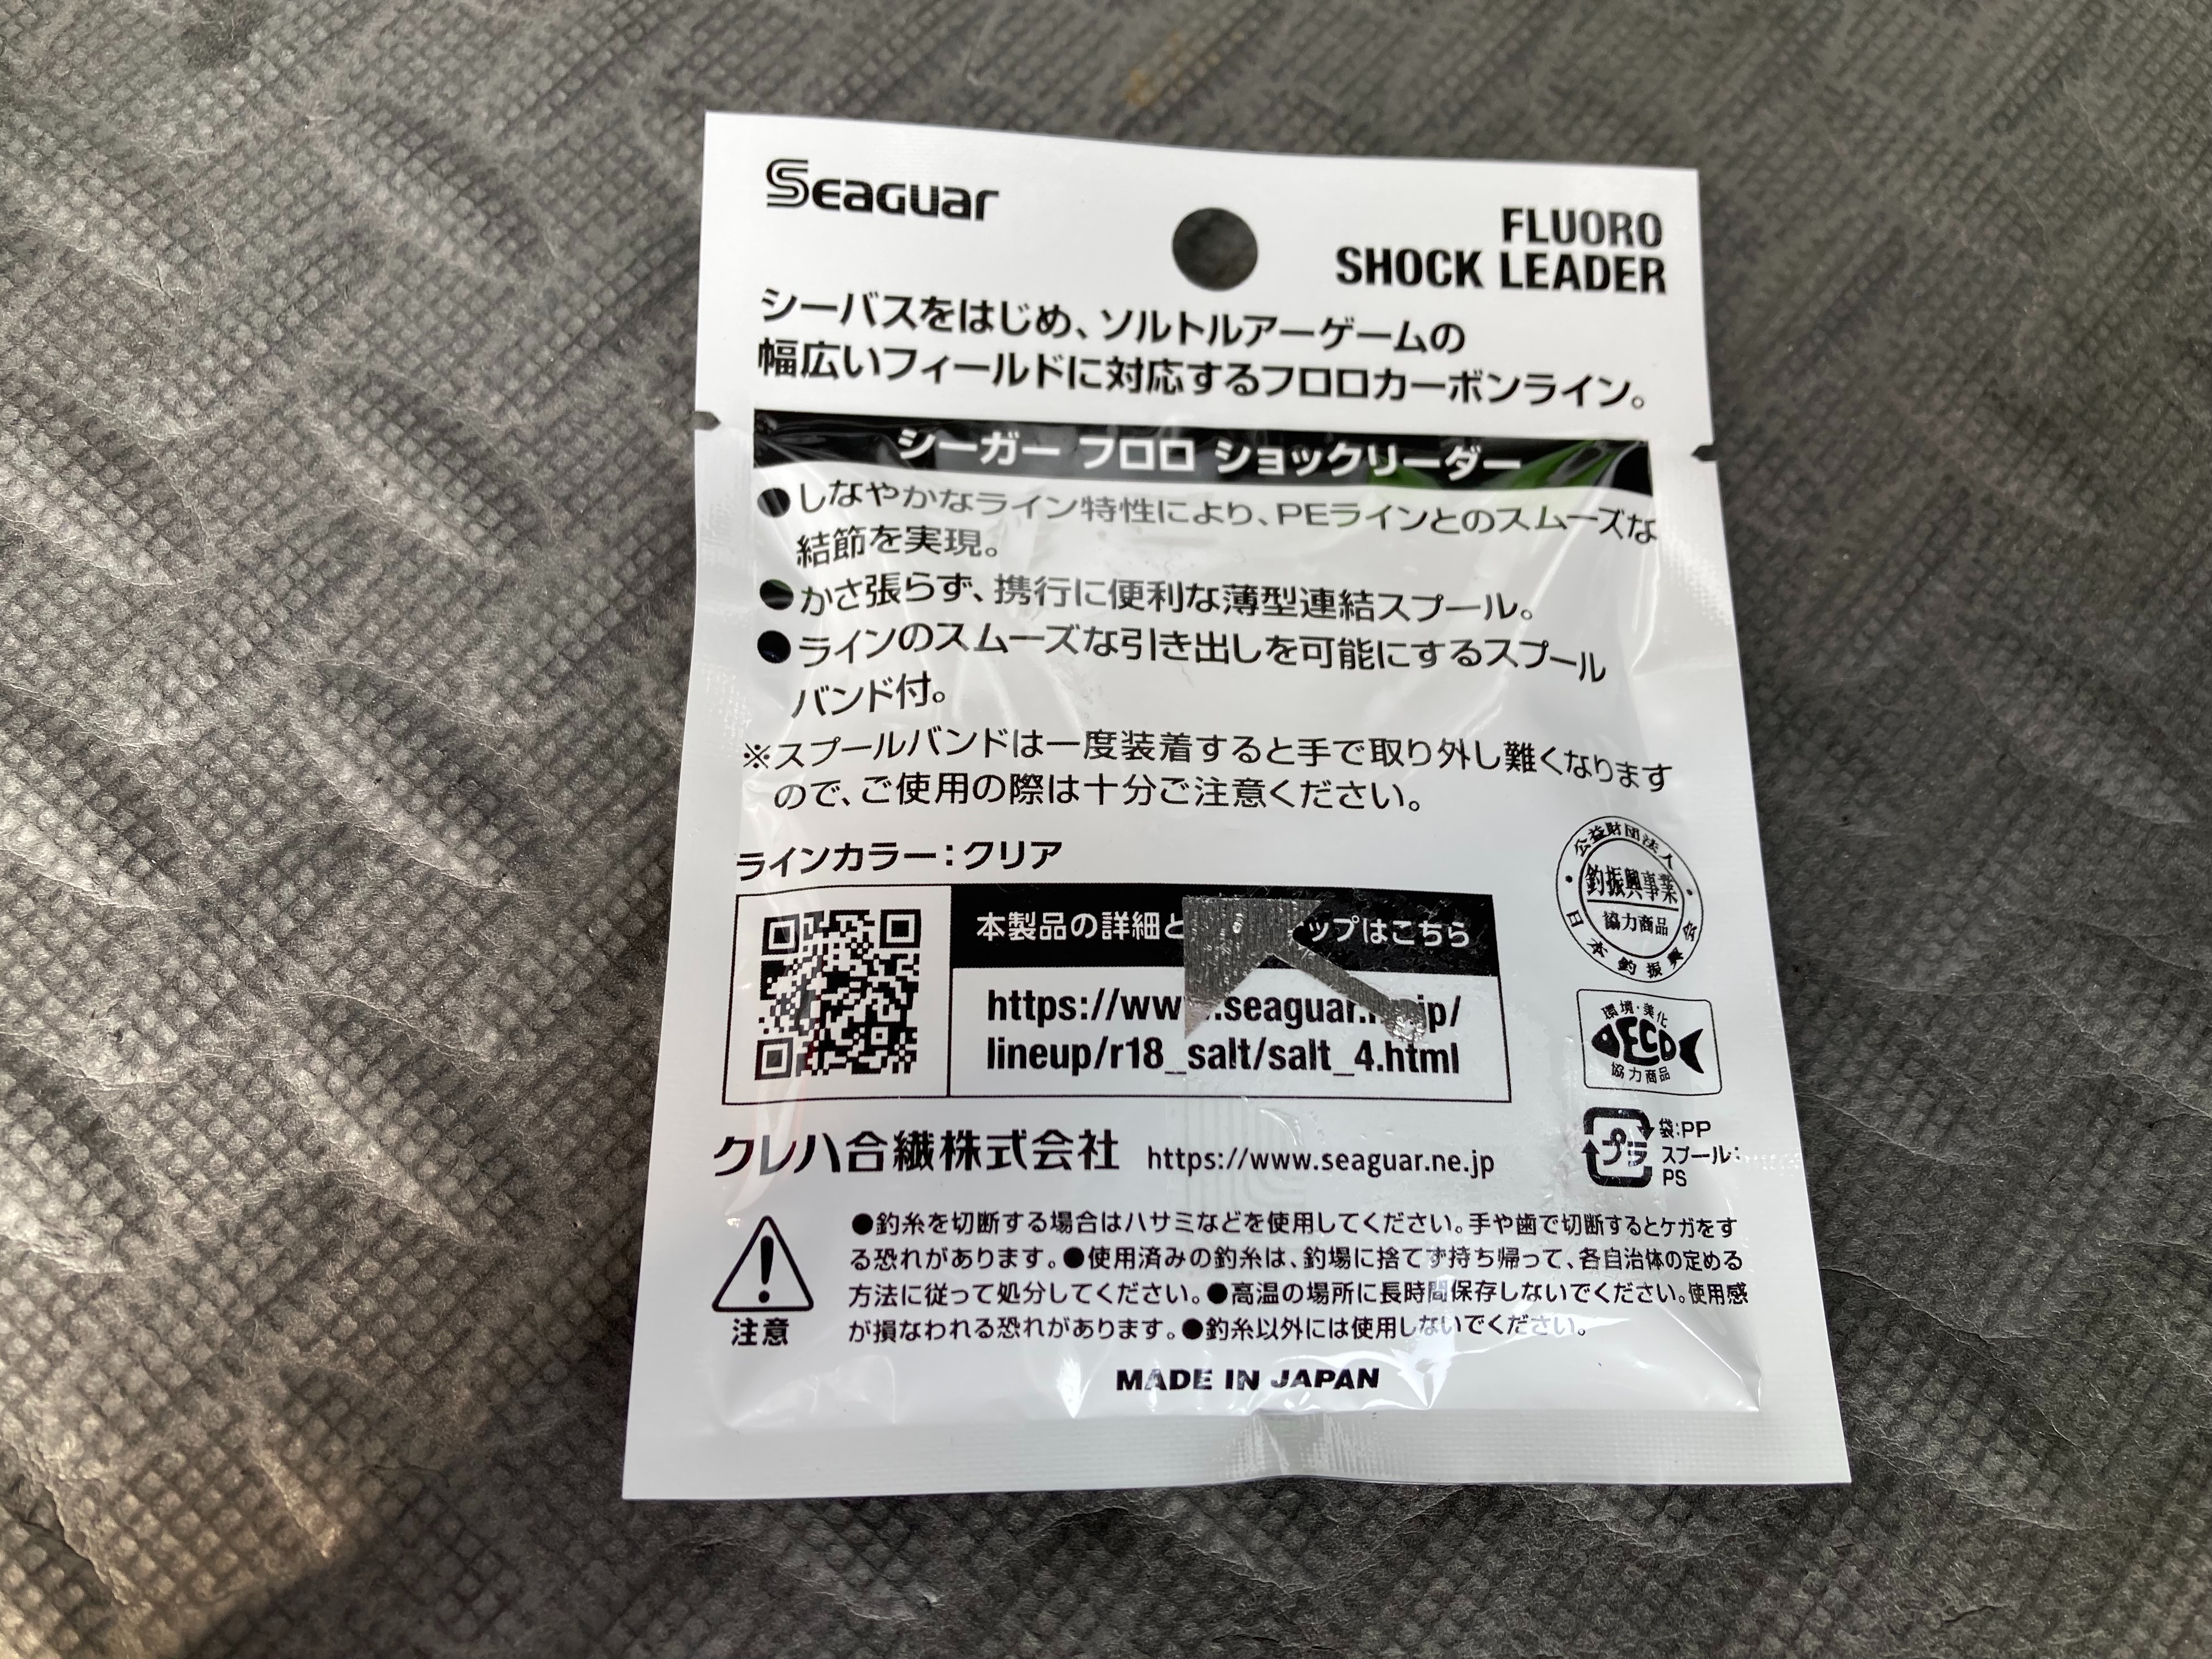 Seaguar
FLUORO
SHOCK LEADER
シーバスをはじめ、ソルトルアーゲームの
幅広いフィールドに対応するフロロカーボンライン。
シーガー フロロ ショックリーダー
●しなやかなライン特性により、PEラインとのスムーズな
結節を実現。
●かさ張らず、携行に便利な薄型連結スプール。
●ラインのスムーズな引き出しを可能にするスプール
バンド付。
※スプールバンドは一度装着すると手で取り外し難くなります
ので、ご使用の際は十分ご注意ください。
ラインカラー：クリア
本製品の詳細と ップはこちら
https://ww .seaguar. jp/
lineup/r18_salt/salt_4.html
公益財団法人
釣振興事業
協力商品
日本釣振興会
環境・美化
ECO
協力商品
クレハ合繊株式会社 https://www.seaguar.ne.jp
プラ
袋:PP
スプール:
PS
注意
●釣糸を切断する場合はハサミなどを使用してください。手や歯で切断するとケガをす
る恐れがあります。●使用済みの釣糸は、釣場に捨てず持ち帰って、各自治体の定める
方法に従って処分してください。●高温の場所に長時間保存しないでください。使用感
が損なわれる恐れがあります。●釣糸以外には使用しないでください。
MADE IN JAPAN